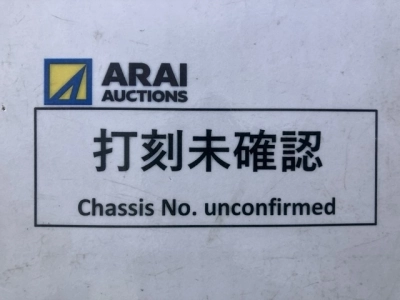 ARAI
AUCTIONS
打刻未確認
Chassis No. unconfirmed